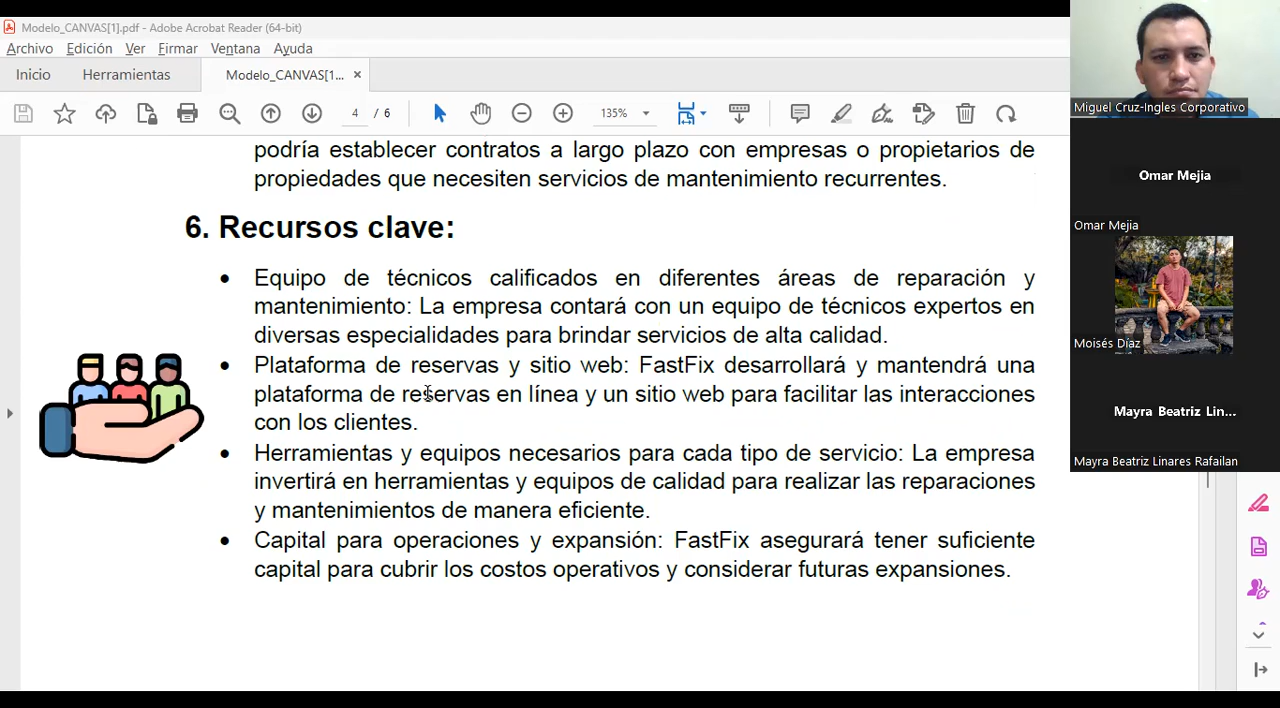 Modelo_CANVAS[1].pdf - Adobe Acrobat Reader (64-bit)
Archivo Edición Ver Firmar Ventana Ayuda
Inicio Herramientas Modelo_CANVAS[1... ×
4 / 6 135%
podría establecer contratos a largo plazo con empresas o propietarios de
propiedades que necesiten servicios de mantenimiento recurrentes.
6. Recursos clave:
• Equipo de técnicos calificados en diferentes áreas de reparación y
mantenimiento: La empresa contará con un equipo de técnicos expertos en
diversas especialidades para brindar servicios de alta calidad.
• Plataforma de reservas y sitio web: FastFix desarrollará y mantendrá una
plataforma de reservas en línea y un sitio web para facilitar las interacciones
con los clientes.
• Herramientas y equipos necesarios para cada tipo de servicio: La empresa
invertirá en herramientas y equipos de calidad para realizar las reparaciones
y mantenimientos de manera eficiente.
• Capital para operaciones y expansión: FastFix asegurará tener suficiente
capital para cubrir los costos operativos y considerar futuras expansiones.
Miguel Cruz-Ingles Corporativo
Omar Mejia
Omar Mejia
Moisés Díaz
Mayra Beatriz Lin...
Mayra Beatriz Linares Rafailan